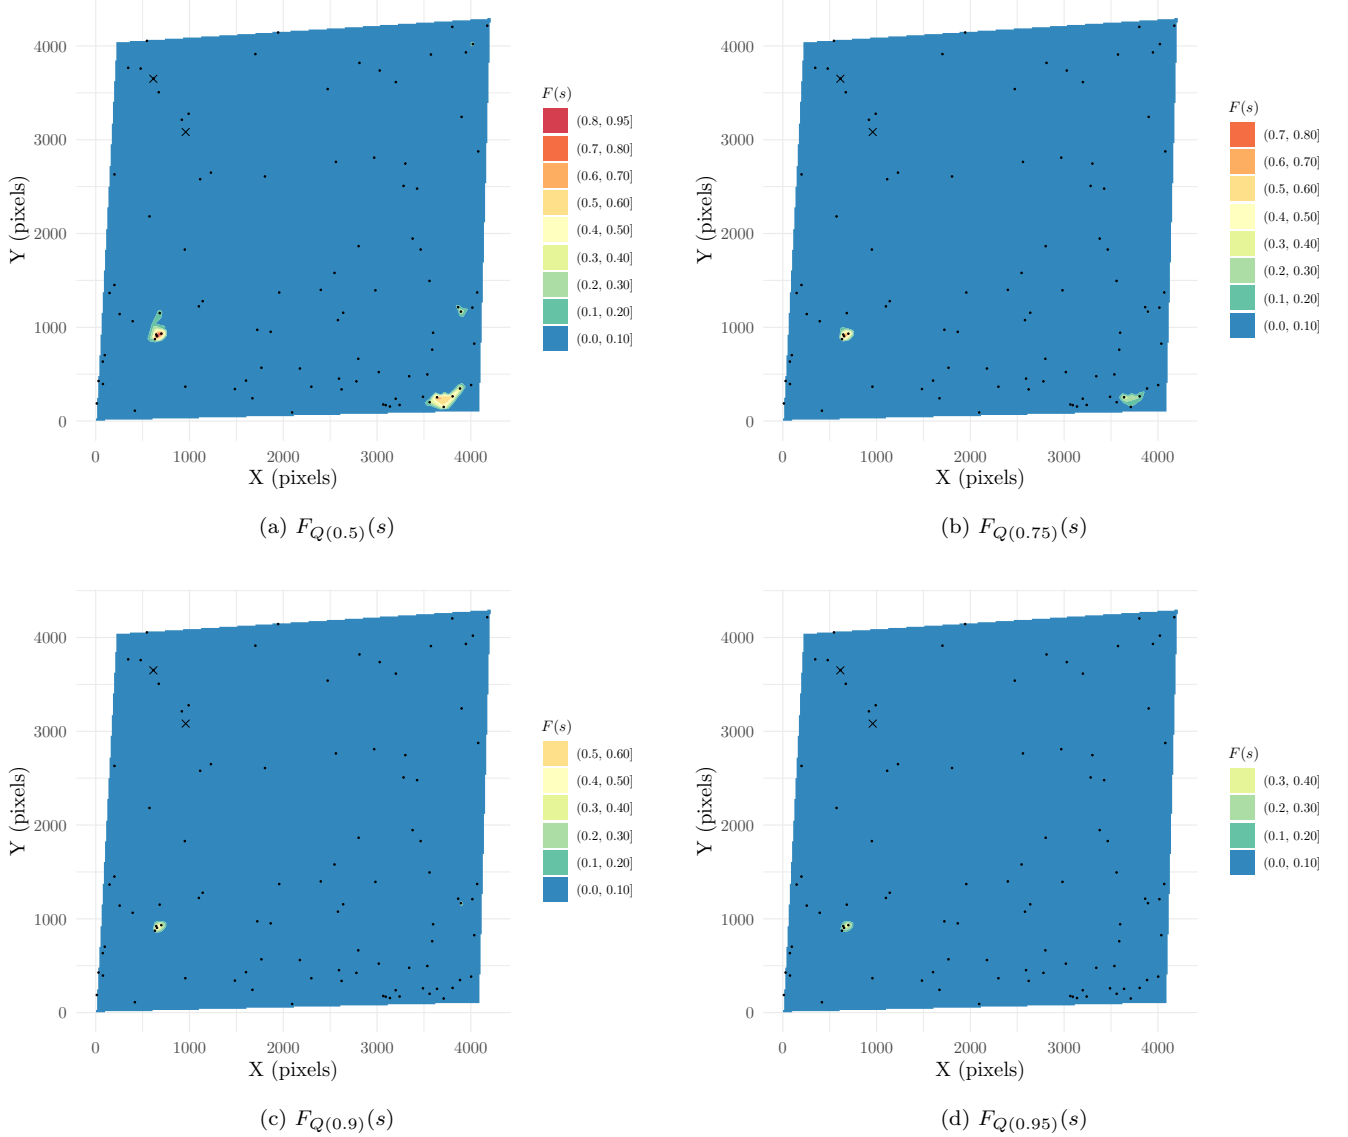 F(s)
(0.8, 0.95]
(0.7, 0.80]
(0.6, 0.70]
(0.5, 0.60]
(0.4, 0.50]
(0.3, 0.40]
(0.2, 0.30]
(0.1, 0.20]
(0.0, 0.10]
4000
3000
2000
1000
0
Y (pixels)
0 1000 2000 3000 4000
X (pixels)
(a) F_{Q(0.5)}(s)
F(s)
(0.7, 0.80]
(0.6, 0.70]
(0.5, 0.60]
(0.4, 0.50]
(0.3, 0.40]
(0.2, 0.30]
(0.1, 0.20]
(0.0, 0.10]
4000
3000
2000
1000
0
Y (pixels)
0 1000 2000 3000 4000
X (pixels)
(b) F_{Q(0.75)}(s)
F(s)
(0.5, 0.60]
(0.4, 0.50]
(0.3, 0.40]
(0.2, 0.30]
(0.1, 0.20]
(0.0, 0.10]
4000
3000
2000
1000
0
Y (pixels)
0 1000 2000 3000 4000
X (pixels)
(c) F_{Q(0.9)}(s)
F(s)
(0.3, 0.40]
(0.2, 0.30]
(0.1, 0.20]
(0.0, 0.10]
4000
3000
2000
1000
0
Y (pixels)
0 1000 2000 3000 4000
X (pixels)
(d) F_{Q(0.95)}(s)